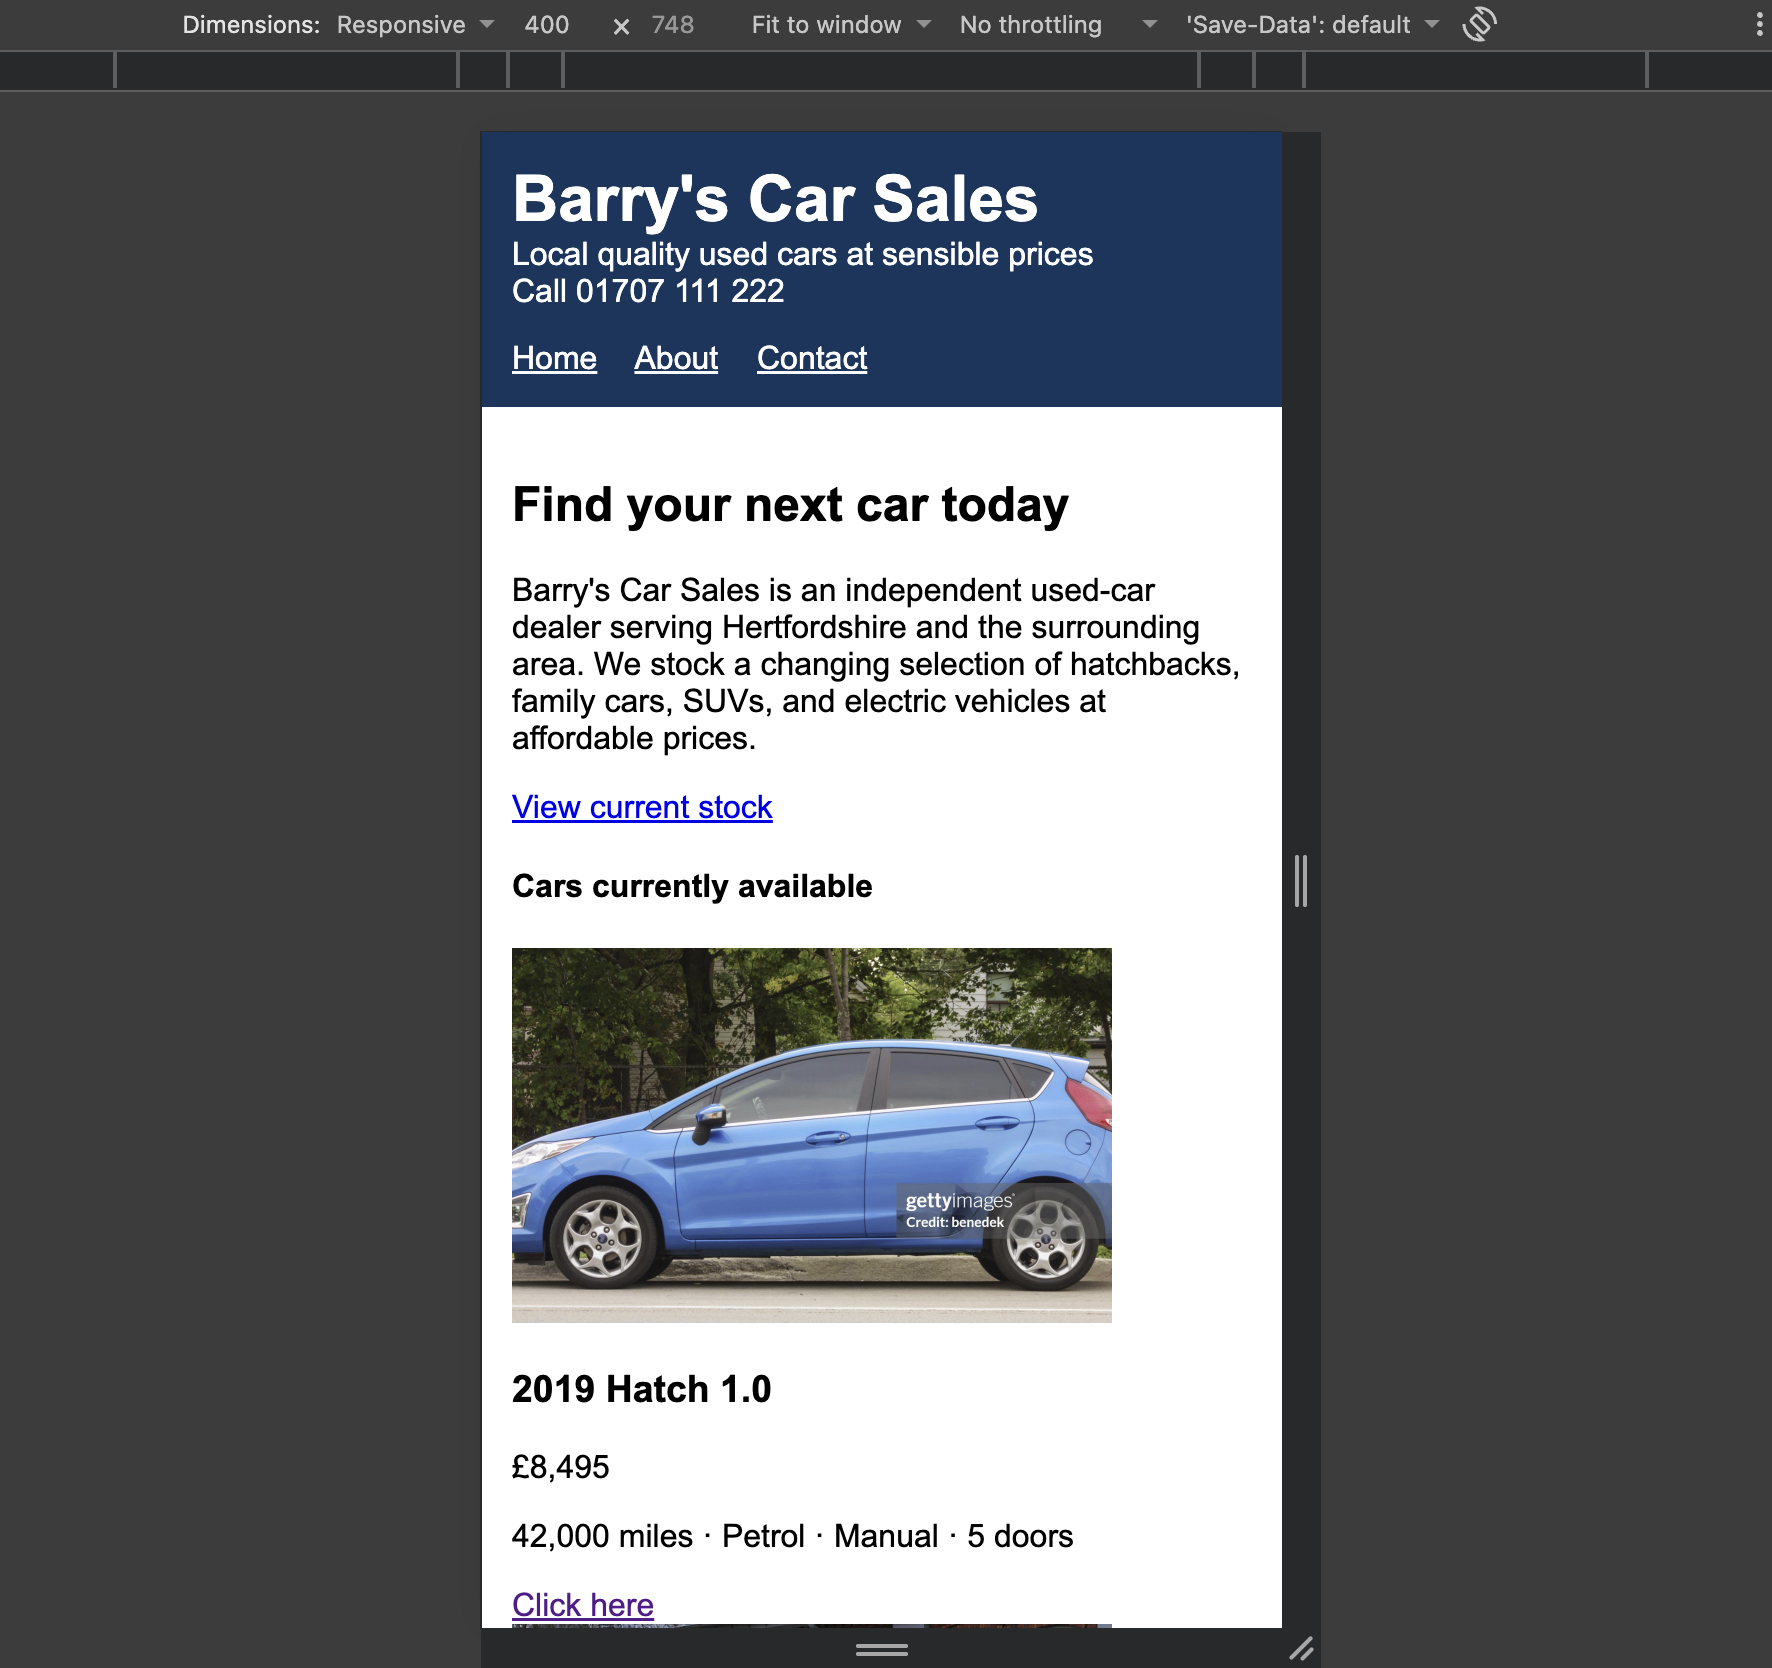 Dimensions: Responsive 400 × 748 Fit to window No throttling 'Save-Data': default
Barry's Car Sales
Local quality used cars at sensible prices
Call 01707 111 222
Home About Contact
Find your next car today
Barry's Car Sales is an independent used-car
dealer serving Hertfordshire and the surrounding
area. We stock a changing selection of hatchbacks,
family cars, SUVs, and electric vehicles at
affordable prices.
View current stock
Cars currently available
gettyimages
Credit: benedek
2019 Hatch 1.0
£8,495
42,000 miles · Petrol · Manual · 5 doors
Click here